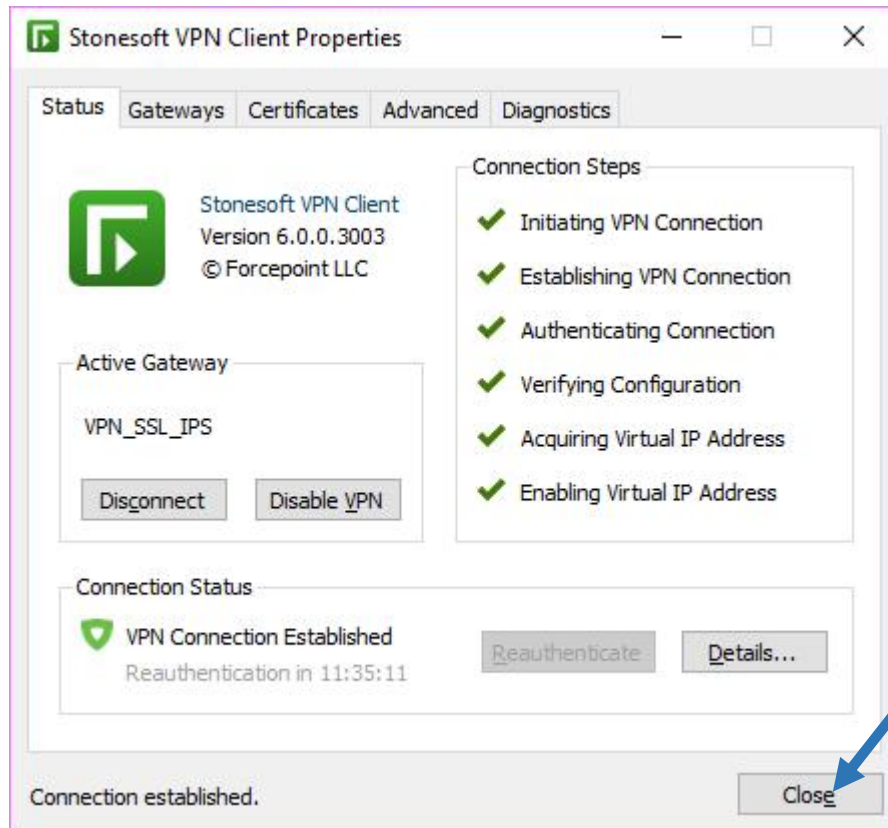 Stonesoft VPN Client Properties
Status Gateways Certificates Advanced Diagnostics
Stonesoft VPN Client
Version 6.0.0.3003
© Forcepoint LLC
Active Gateway
VPN_SSL_IPS
Disconnect Disable VPN
Connection Steps
Initiating VPN Connection
Establishing VPN Connection
Authenticating Connection
Verifying Configuration
Acquiring Virtual IP Address
Enabling Virtual IP Address
Connection Status
VPN Connection Established
Reauthentication in 11:35:11
Reauthenticate Details...
Connection established.
Close